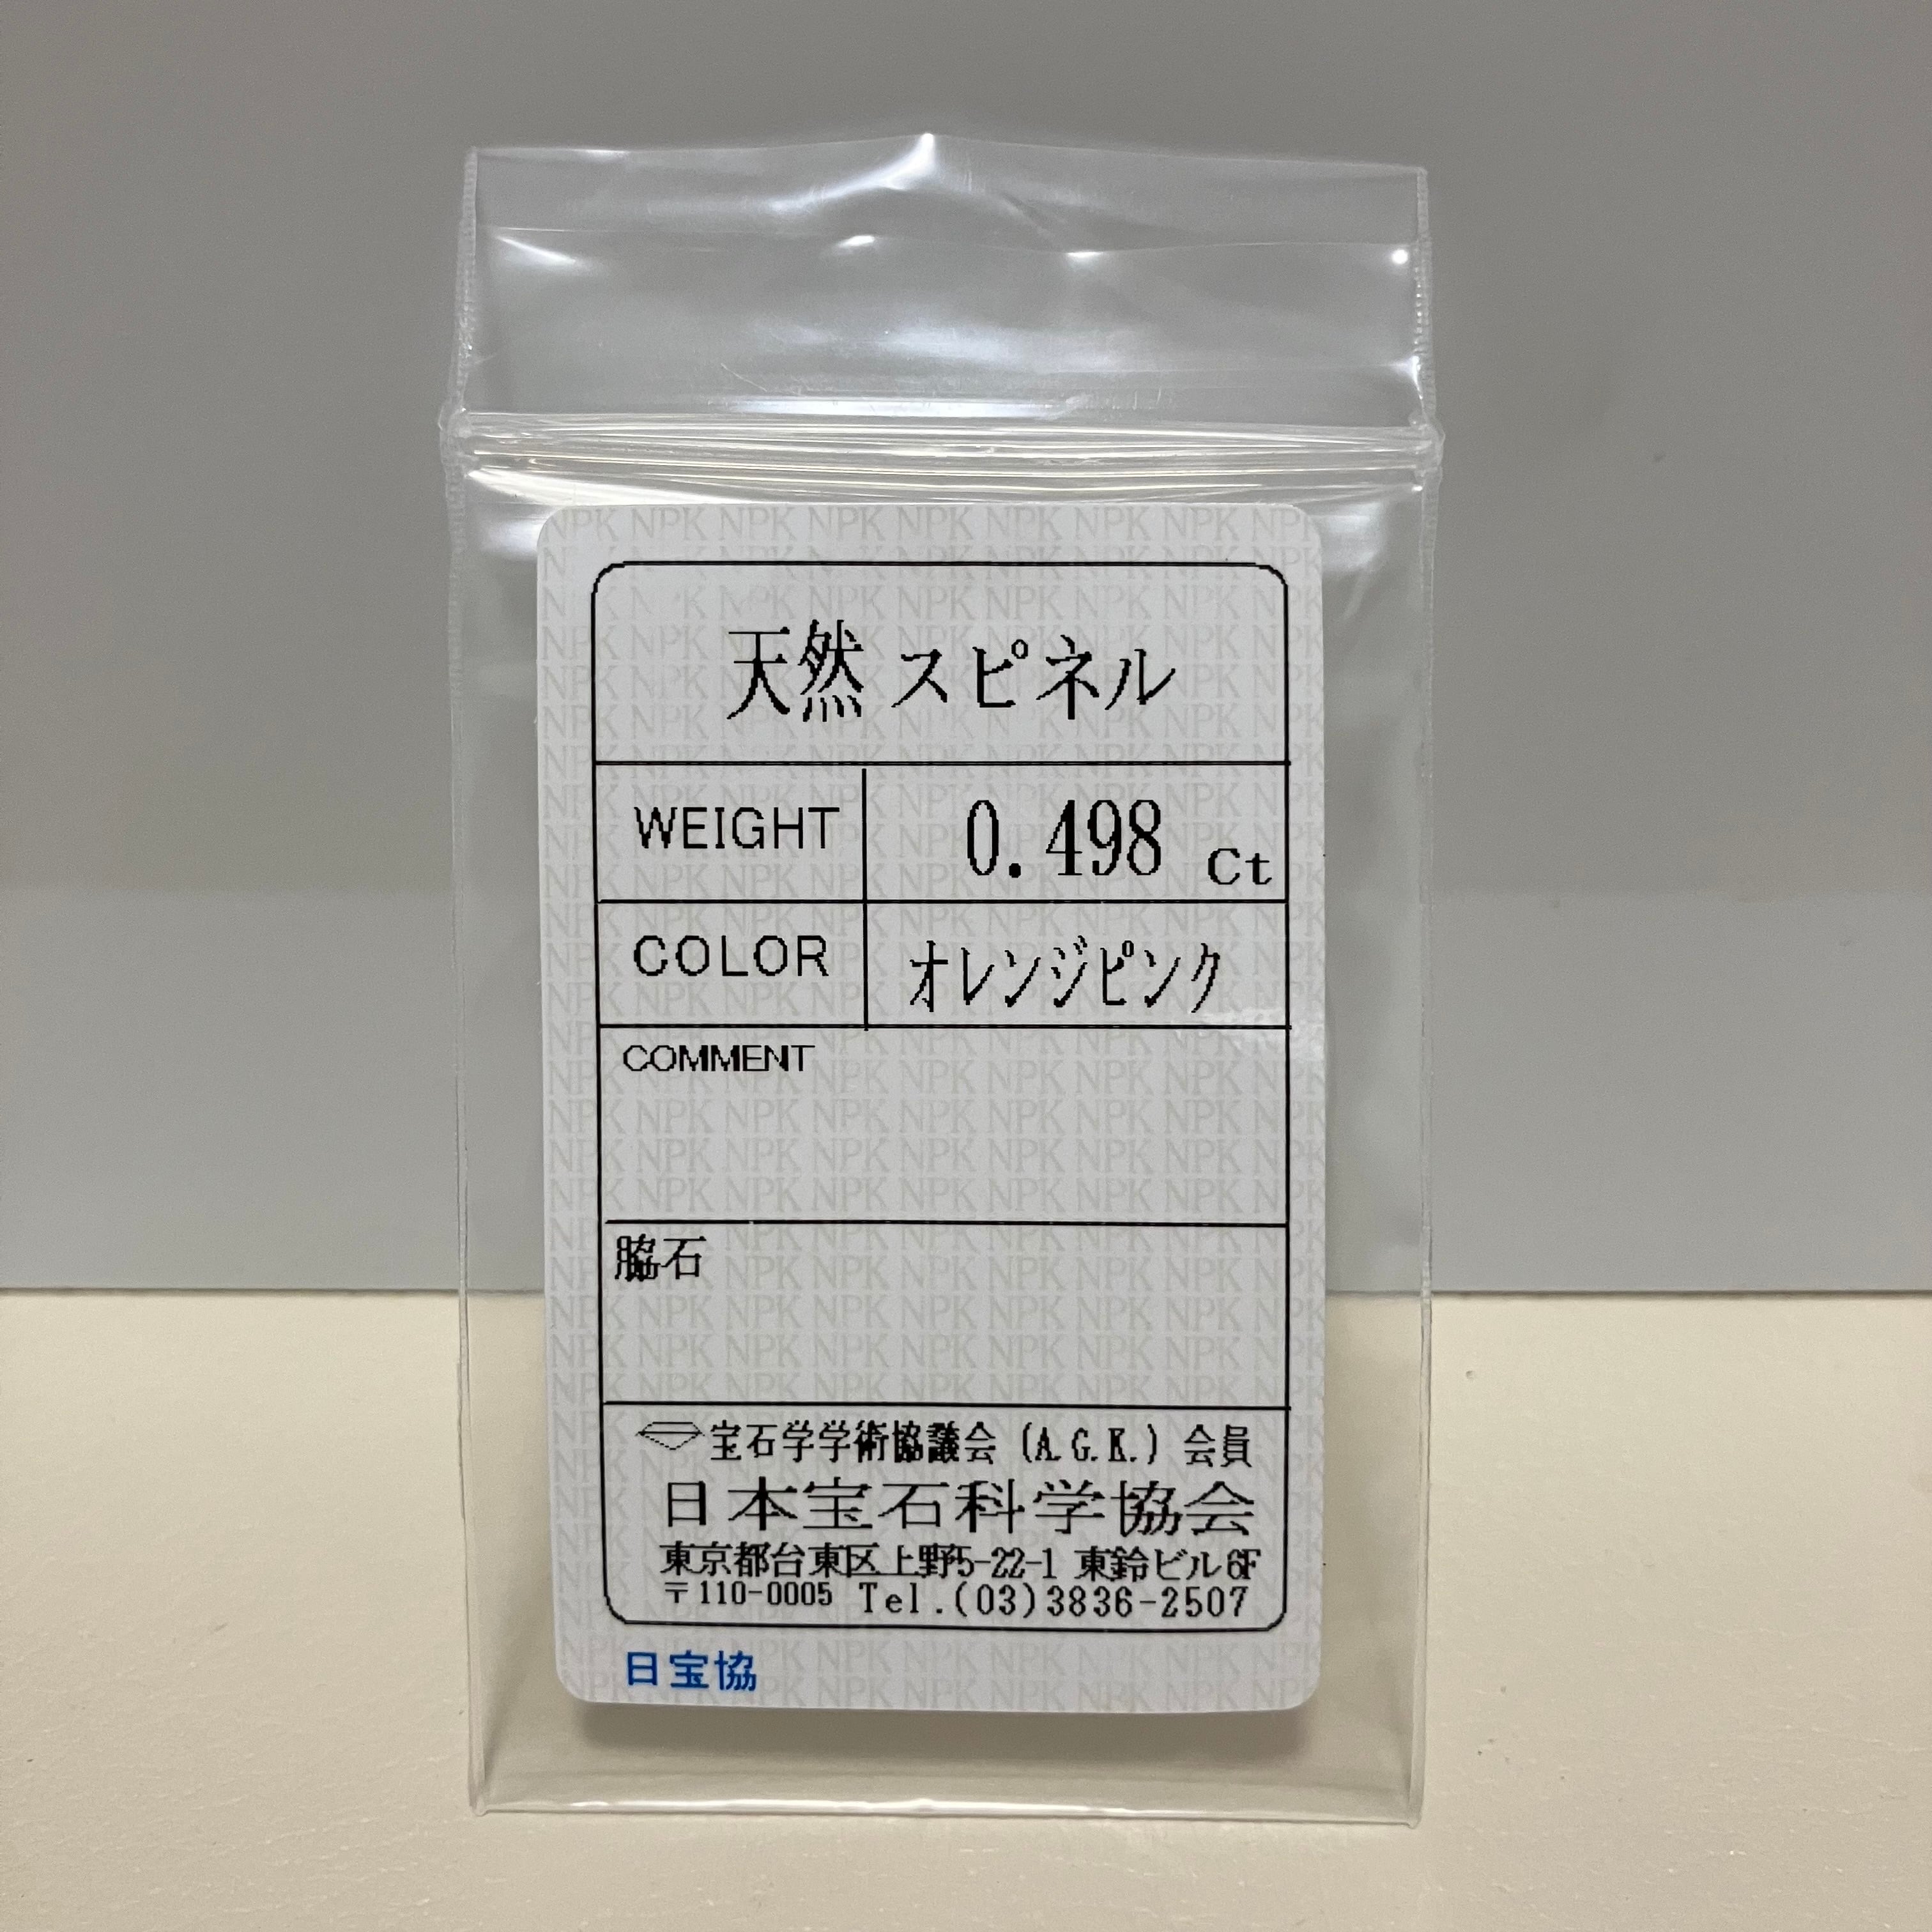 天然 スピネル
WEIGHT 0.498 Ct
COLOR オレンジピンク
COMMENT
脇石
宝石学学術協議会 (A.G.K.) 会員
日本宝石科学協会
東京都台東区上野5-22-1 東鈴ビル6F
〒110-0005 Tel.(03)3836-2507
日宝協